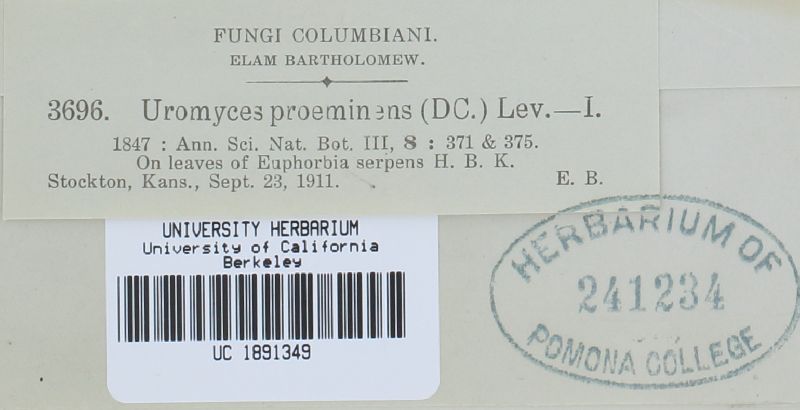 FUNGI COLUMBIANI.
ELAM BARTHOLOMEW.
3696. Uromyces proeminens (DC.) Lev.—I.
1847 : Ann. Sci. Nat. Bot. III, 8 : 371 & 375.
On leaves of Euphorbia serpens H. B. K.
Stockton, Kans., Sept. 23, 1911. E. B.
UNIVERSITY HERBARIUM
University of California
Berkeley
UC 1891349
HERBARIUM OF
241234
POMONA COLLEGE